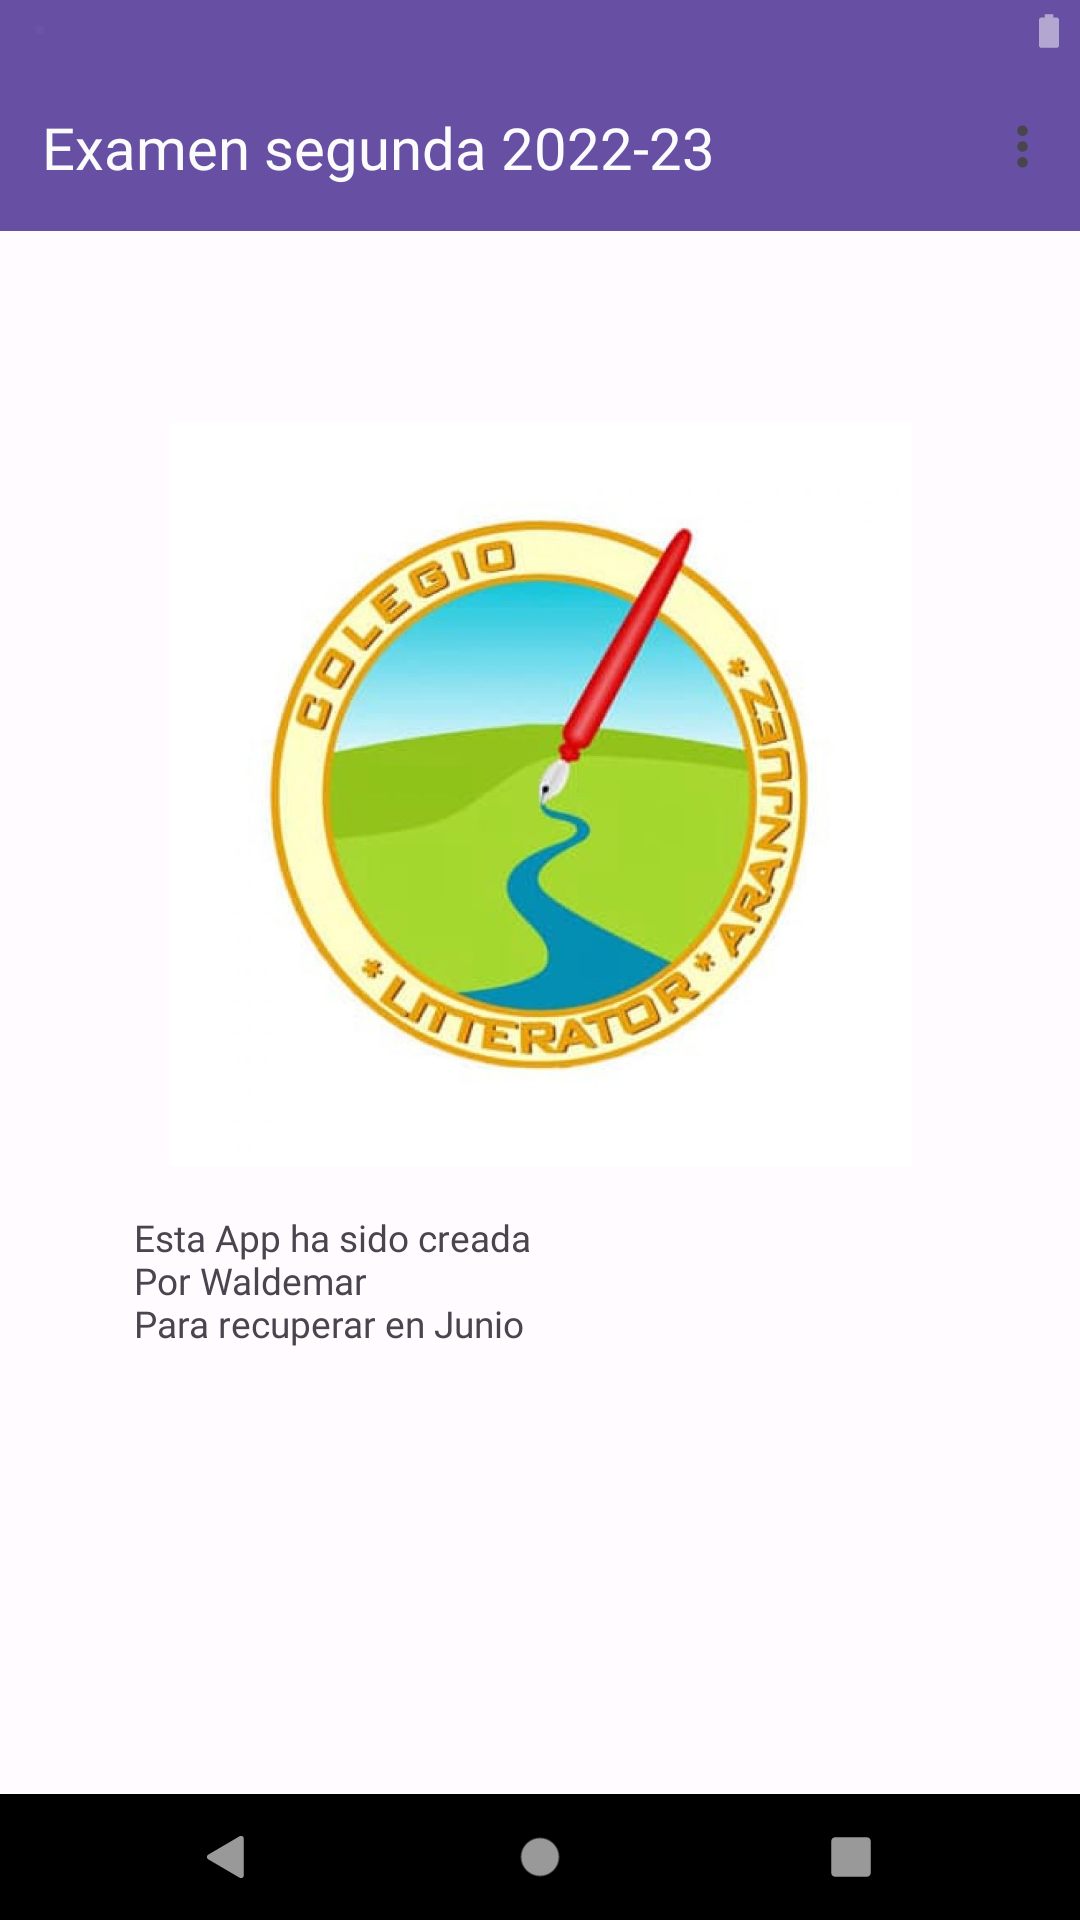 Examen segunda 2022-23
COLEGIO
* LITTERATOR * ARANJUEZ *
Esta App ha sido creada
Por Waldemar
Para recuperar en Junio